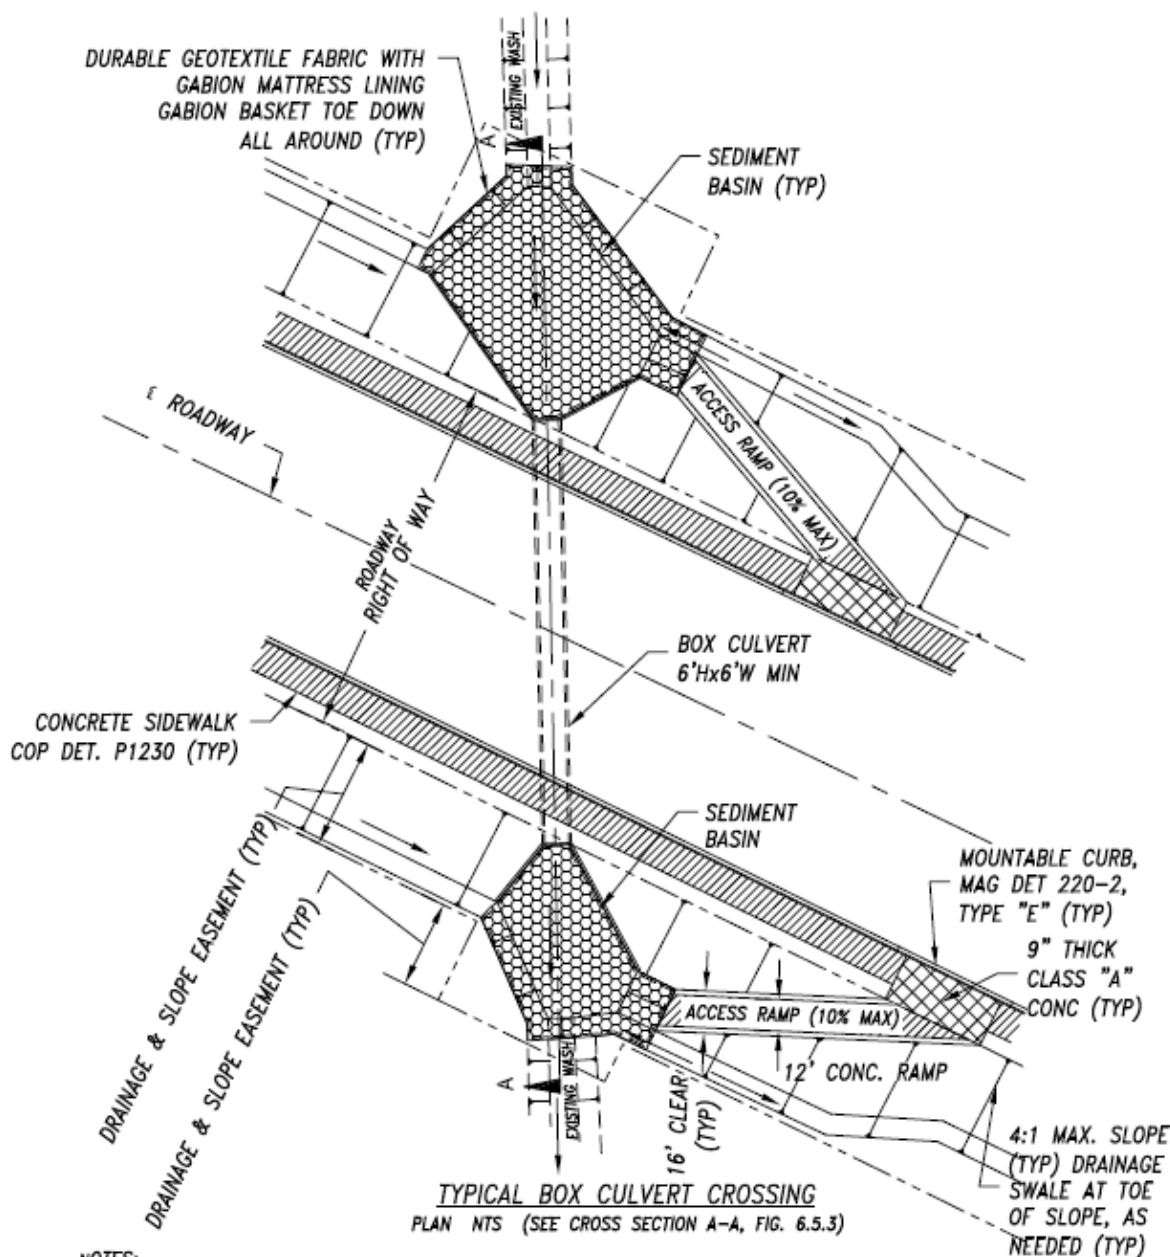 DURABLE GEOTEXTILE FABRIC WITH
GABION MATTRESS LINING
GABION BASKET TOE DOWN
ALL AROUND (TYP)
EXISTING WASH
A
SEDIMENT
BASIN (TYP)
℄ ROADWAY
ACCESS RAMP (10% MAX)
ROADWAY
RIGHT OF WAY
BOX CULVERT
6'Hx6'W MIN
CONCRETE SIDEWALK
COP DET. P1230 (TYP)
SEDIMENT
BASIN
MOUNTABLE CURB,
MAG DET 220-2,
TYPE "E" (TYP)
9" THICK
CLASS "A"
CONC (TYP)
DRAINAGE & SLOPE EASEMENT (TYP)
DRAINAGE & SLOPE EASEMENT (TYP)
ACCESS RAMP (10% MAX)
12' CONC. RAMP
A
EXISTING WASH
16' CLEAR
(TYP)
4:1 MAX. SLOPE
(TYP) DRAINAGE
SWALE AT TOE
OF SLOPE, AS
NEEDED (TYP)
TYPICAL BOX CULVERT CROSSING
PLAN NTS (SEE CROSS SECTION A-A, FIG. 6.5.3)
NOTES: